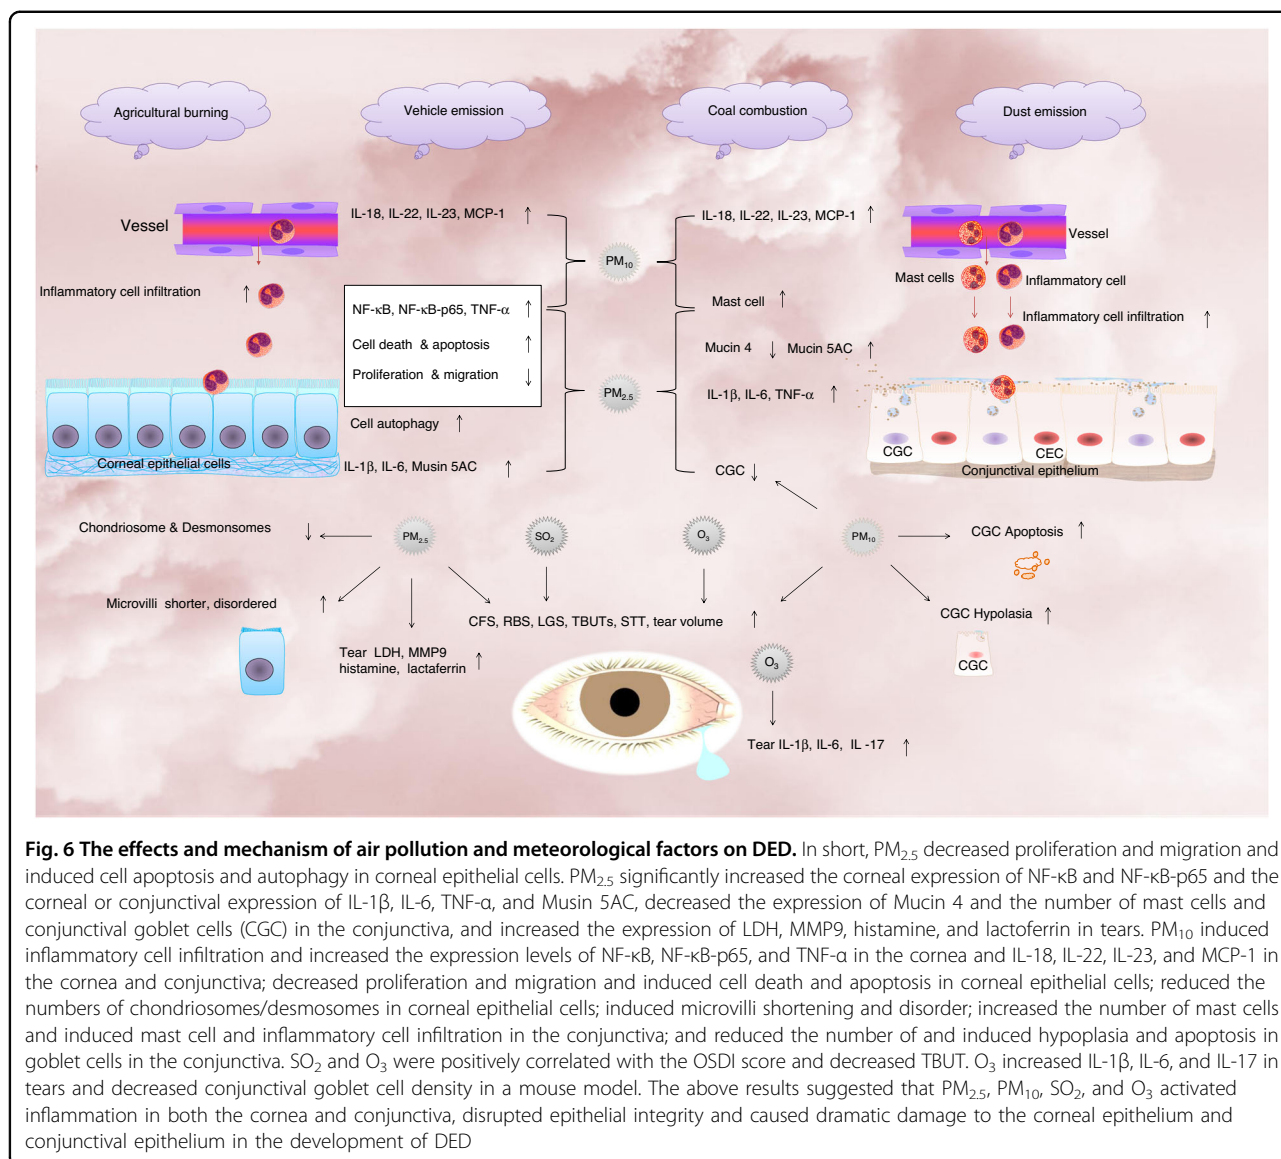 Agricultural burning
Vehicle emission
Coal combustion
Dust emission
Vessel
IL-18, IL-22, IL-23, MCP-1 ↑
PM10
IL-18, IL-22, IL-23, MCP-1 ↑
Vessel
Mast cells
Inflammatory cell
Inflammatory cell infiltration ↑
Inflammatory cell infiltration ↑
NF-κB, NF-κB-p65, TNF-α ↑
Cell death & apoptosis ↑
Proliferation & migration ↓
Mast cell ↑
Mucin 4 ↓ Mucin 5AC ↑
PM2.5
IL-1β, IL-6, TNF-α ↑
Cell autophagy ↑
IL-1β, IL-6, Musin 5AC ↑
CGC ↓
Corneal epithelial cells
CGC
CEC
Conjunctival epithelium
Chondriosome & Desmonsomes ↓
PM2.5
SO2
O3
PM10
CGC Apoptosis ↑
Microvilli shorter, disordered ↑
CFS, RBS, LGS, TBUTs, STT, tear volume ↑
CGC Hypolasia ↑
Tear LDH, MMP9
histamine, lactaferrin ↑
O3
CGC
Tear IL-1β, IL-6, IL -17 ↑
Fig. 6 The effects and mechanism of air pollution and meteorological factors on DED. In short, PM2.5 decreased proliferation and migration and
induced cell apoptosis and autophagy in corneal epithelial cells. PM2.5 significantly increased the corneal expression of NF-κB and NF-κB-p65 and the
corneal or conjunctival expression of IL-1β, IL-6, TNF-α, and Musin 5AC, decreased the expression of Mucin 4 and the number of mast cells and
conjunctival goblet cells (CGC) in the conjunctiva, and increased the expression of LDH, MMP9, histamine, and lactoferrin in tears. PM10 induced
inflammatory cell infiltration and increased the expression levels of NF-κB, NF-κB-p65, and TNF-α in the cornea and IL-18, IL-22, IL-23, and MCP-1 in
the cornea and conjunctiva; decreased proliferation and migration and induced cell death and apoptosis in corneal epithelial cells; reduced the
numbers of chondriosomes/desmosomes in corneal epithelial cells; induced microvilli shortening and disorder; increased the number of mast cells
and induced mast cell and inflammatory cell infiltration in the conjunctiva; and reduced the number of and induced hypoplasia and apoptosis in
goblet cells in the conjunctiva. SO2 and O3 were positively correlated with the OSDI score and decreased TBUT. O3 increased IL-1β, IL-6, and IL-17 in
tears and decreased conjunctival goblet cell density in a mouse model. The above results suggested that PM2.5, PM10, SO2, and O3 activated
inflammation in both the cornea and conjunctiva, disrupted epithelial integrity and caused dramatic damage to the corneal epithelium and
conjunctival epithelium in the development of DED